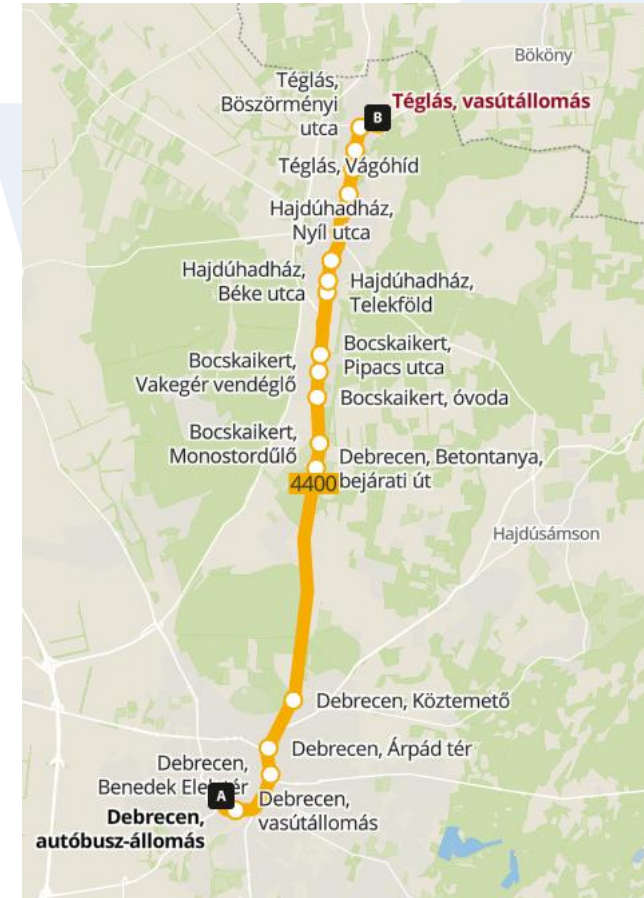 Bököny
Téglás,
Böszörményi
utca
B
Téglás, vasútállomás
Téglás, Vágóhíd
Hajdúhadház,
Nyíl utca
Hajdúhadház,
Béke utca
Hajdúhadház,
Telekföld
Bocskaikert,
Pipacs utca
Bocskaikert,
Vakegér vendéglő
Bocskaikert, óvoda
Bocskaikert,
Monostordűlő
Debrecen, Betontanya,
bejárati út
4400
Hajdúsámson
Debrecen, Köztemető
Debrecen, Árpád tér
Debrecen,
Benedek Elek tér
A
Debrecen,
vasútállomás
Debrecen,
autóbusz-állomás